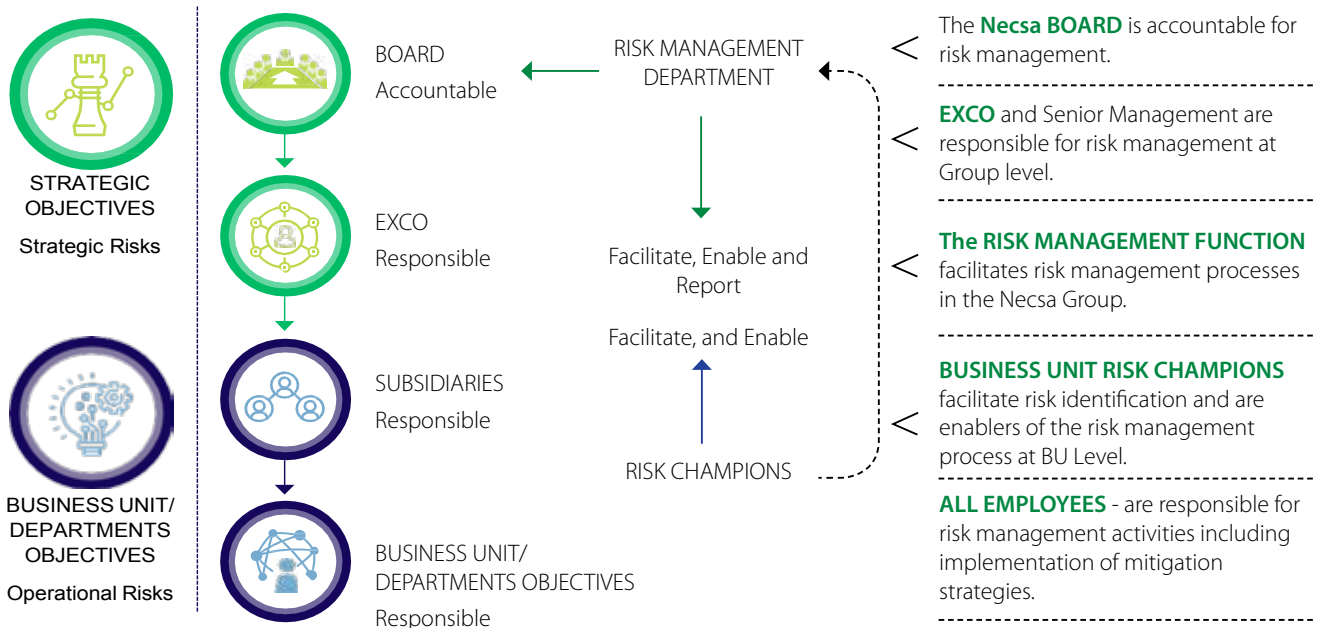 STRATEGIC
OBJECTIVES
Strategic Risks
BUSINESS UNIT/
DEPARTMENTS
OBJECTIVES
Operational Risks
BOARD
Accountable
EXCO
Responsible
SUBSIDIARIES
Responsible
BUSINESS UNIT/
DEPARTMENTS OBJECTIVES
Responsible
RISK MANAGEMENT
DEPARTMENT
Facilitate, Enable and
Report
Facilitate, and Enable
RISK CHAMPIONS
The Necsa BOARD is accountable for
risk management.
EXCO and Senior Management are
responsible for risk management at
Group level.
The RISK MANAGEMENT FUNCTION
facilitates risk management processes
in the Necsa Group.
BUSINESS UNIT RISK CHAMPIONS
facilitate risk identification and are
enablers of the risk management
process at BU Level.
ALL EMPLOYEES - are responsible for
risk management activities including
implementation of mitigation
strategies.